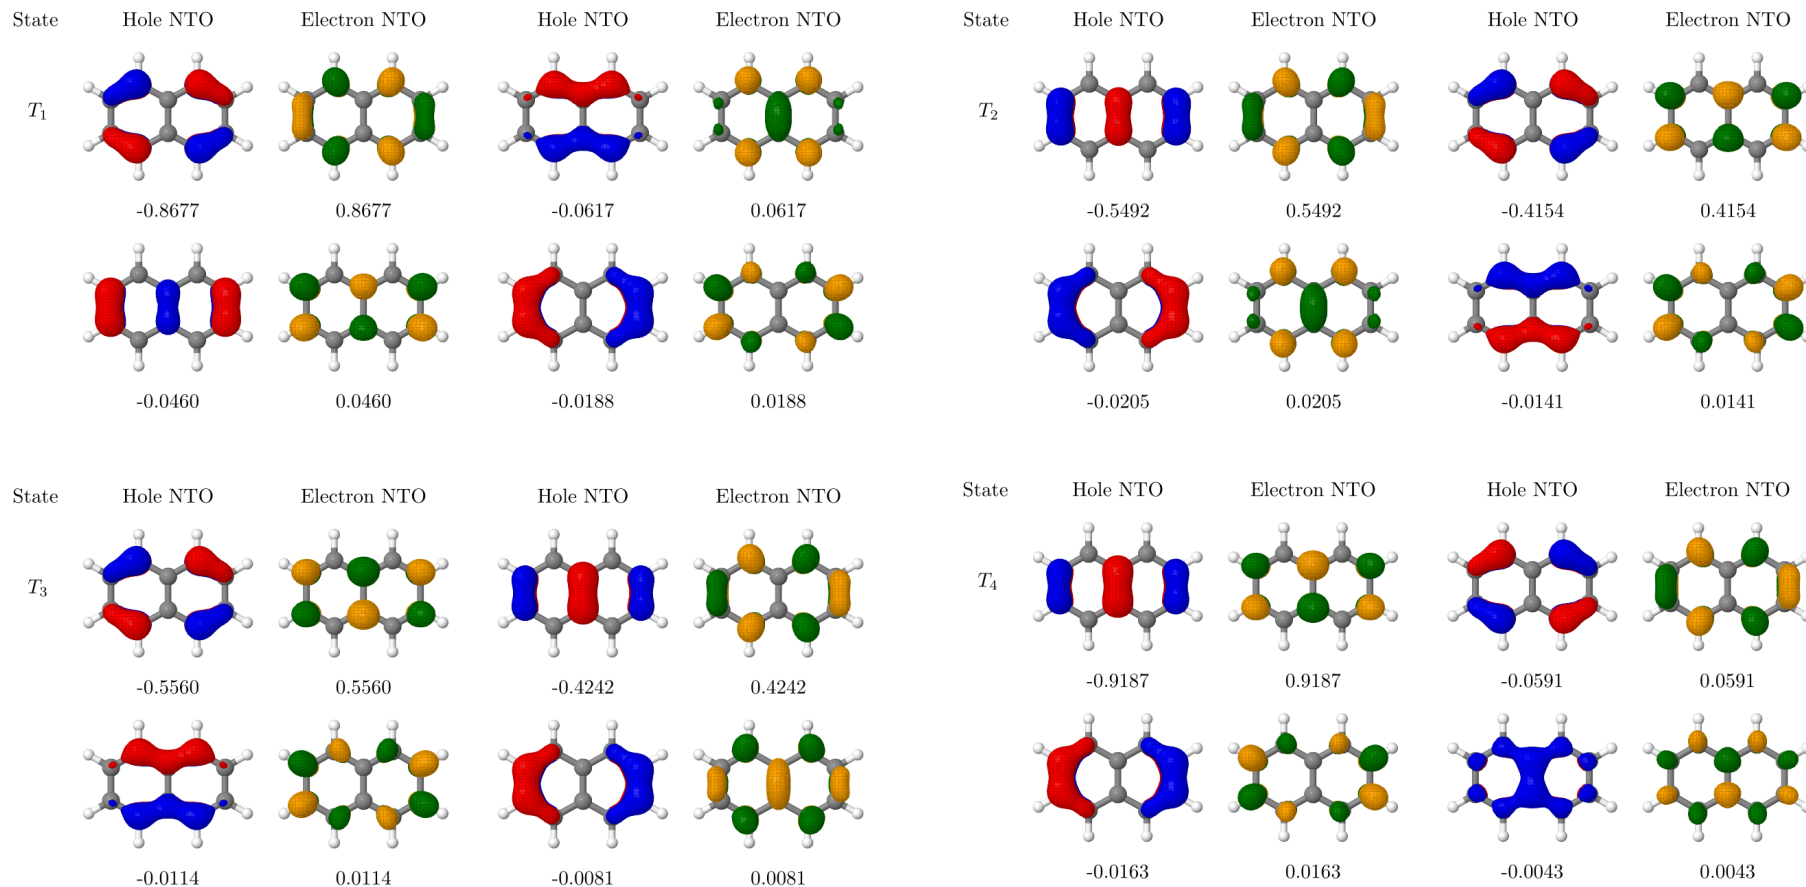 State Hole NTO Electron NTO Hole NTO Electron NTO
T1
-0.8677 0.8677 -0.0617 0.0617
-0.0460 0.0460 -0.0188 0.0188
State Hole NTO Electron NTO Hole NTO Electron NTO
T2
-0.5492 0.5492 -0.4154 0.4154
-0.0205 0.0205 -0.0141 0.0141
State Hole NTO Electron NTO Hole NTO Electron NTO
T3
-0.5560 0.5560 -0.4242 0.4242
-0.0114 0.0114 -0.0081 0.0081
State Hole NTO Electron NTO Hole NTO Electron NTO
T4
-0.9187 0.9187 -0.0591 0.0591
-0.0163 0.0163 -0.0043 0.0043